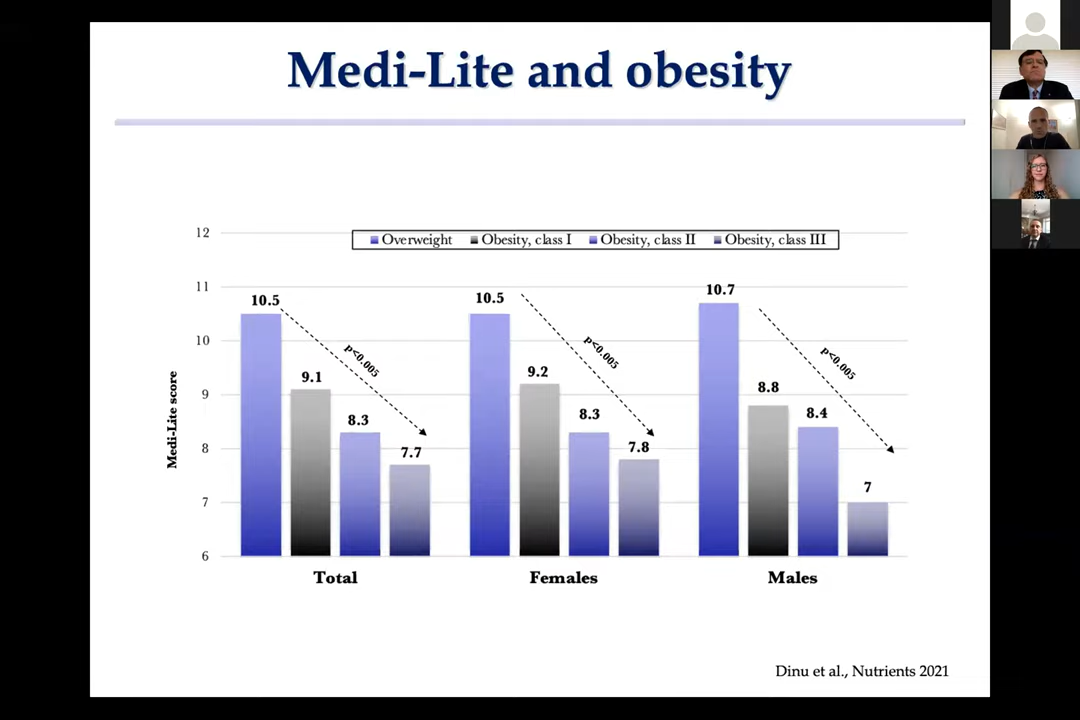 Medi-Lite and obesity
Overweight Obesity, class I Obesity, class II Obesity, class III
Medi-Lite score
12
11
10
9
8
7
6
10.5
9.1
8.3
7.7
p<0.005
10.5
9.2
8.3
7.8
p<0.005
10.7
8.8
8.4
7
p<0.005
Total
Females
Males
Dinu et al., Nutrients 2021